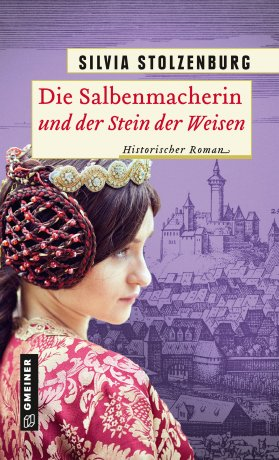 SILVIA STOLZENBURG
Die Salbenmacherin
und der Stein der Weisen
Historischer Roman
GMEINER